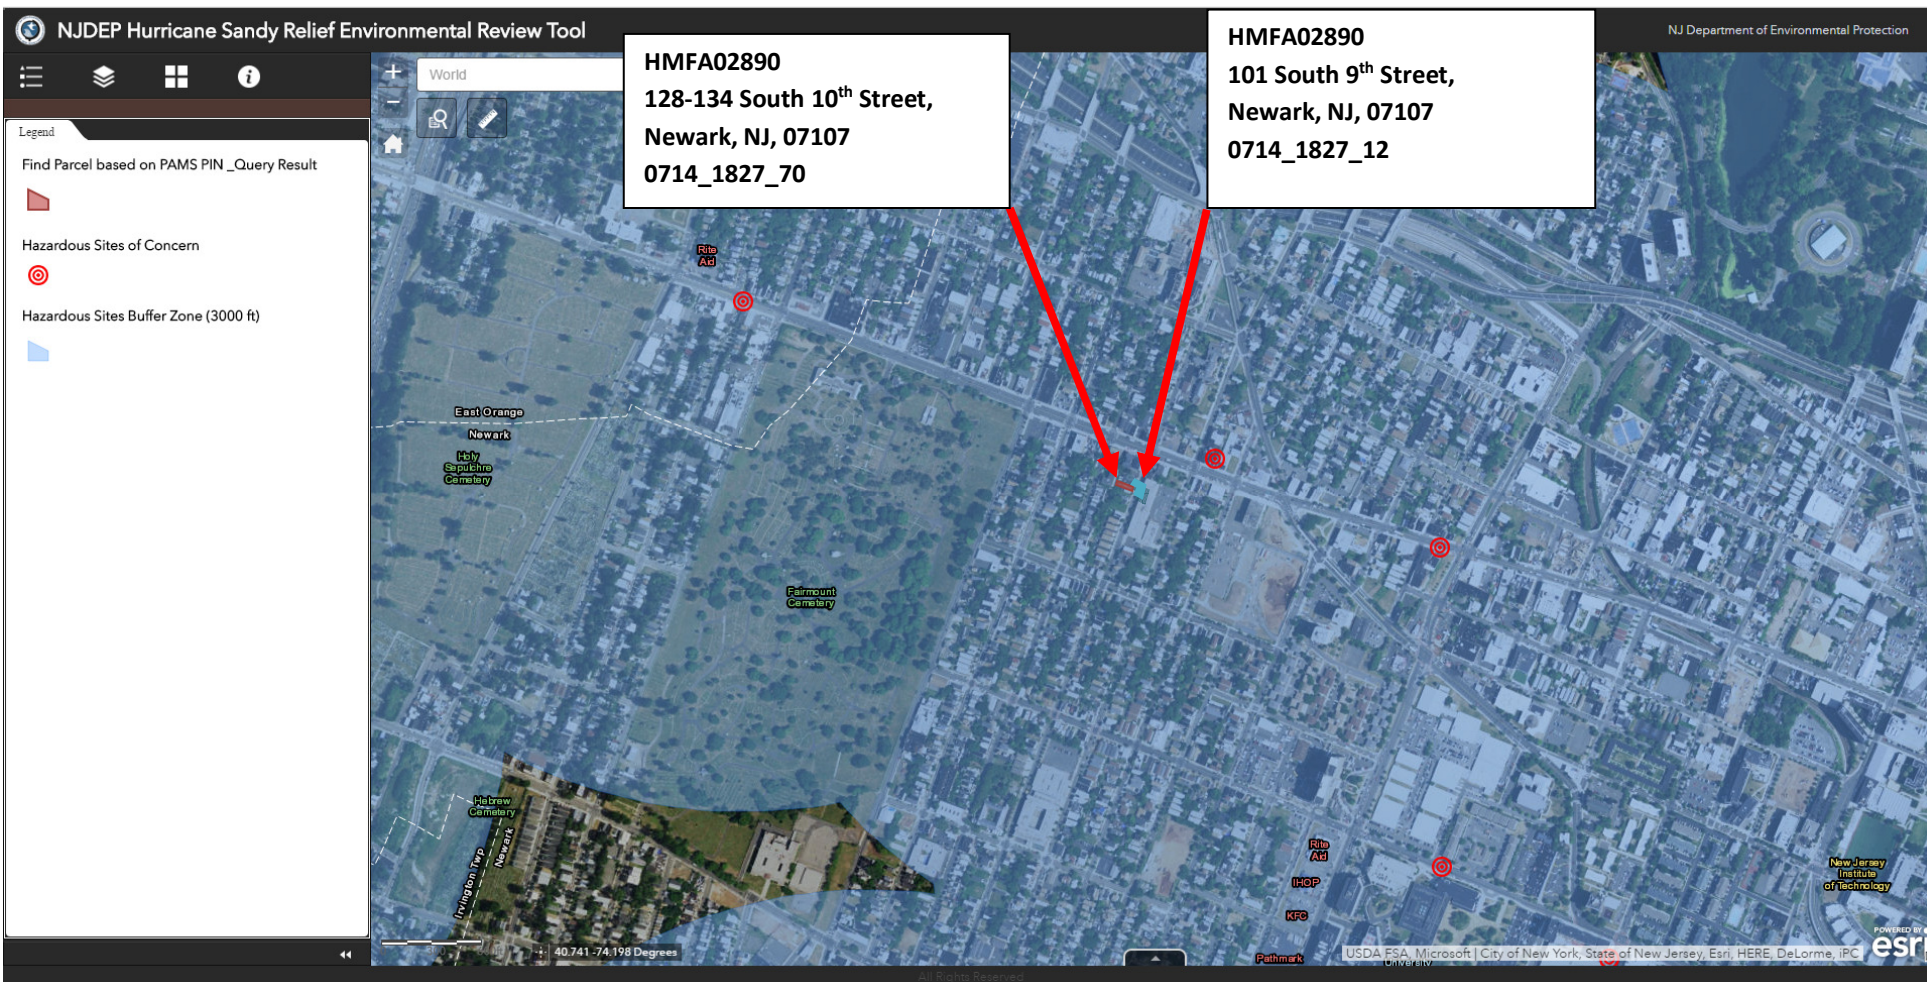 NJDEP Hurricane Sandy Relief Environmental Review Tool
NJ Department of Environmental Protection
Legend
Find Parcel based on PAMS PIN _Query Result
Hazardous Sites of Concern
Hazardous Sites Buffer Zone (3000 ft)
World
HMFA02890
128-134 South 10th Street,
Newark, NJ, 07107
0714_1827_70
HMFA02890
101 South 9th Street,
Newark, NJ, 07107
0714_1827_12
Rite
Aid
East Orange
Newark
Holy
Sepulchre
Cemetery
Fairmount
Cemetery
Hebrew
Cemetery
Irvington Twp
Newark
Rite
Aid
IHOP
KFC
Pathmark
New Jersey
Institute
of Technology
University
40.741 -74.198 Degrees
USDA FSA, Microsoft | City of New York, State of New Jersey, Esri, HERE, DeLorme, iPC
POWERED BY
esri
All Rights Reserved